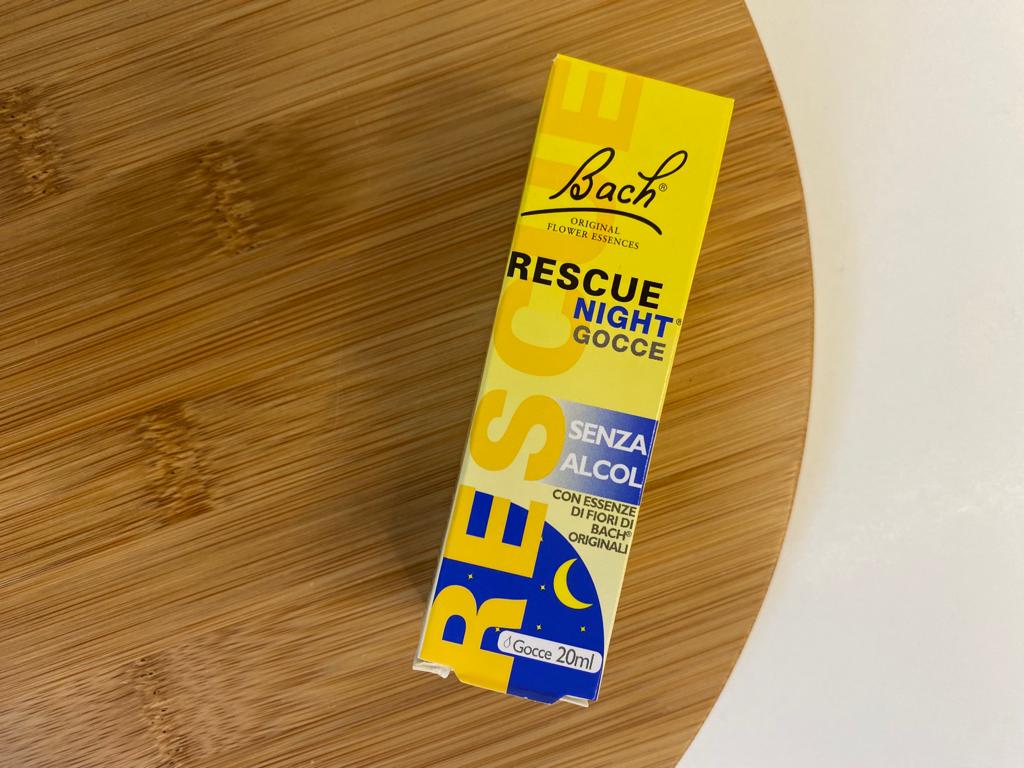 Bach®
ORIGINAL
FLOWER ESSENCES
RESCUE
NIGHT®
GOCCE
SENZA
ALCOL
CON ESSENZE
DI FIORI DI
BACH®
ORIGINALI
RESCUE
Gocce 20ml